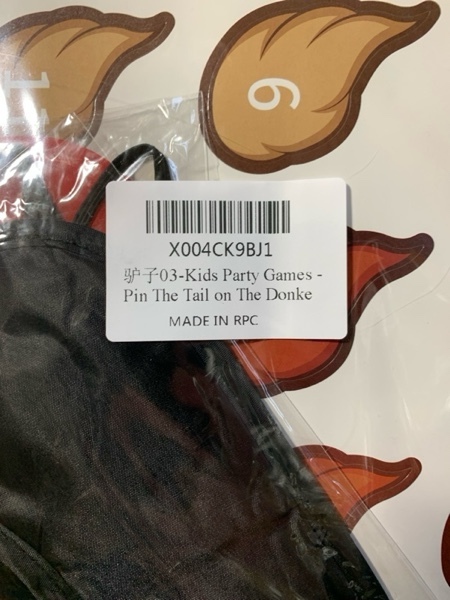 X004CK9BJ1
驴子03-Kids Party Games -
Pin The Tail on The Donke
MADE IN RPC